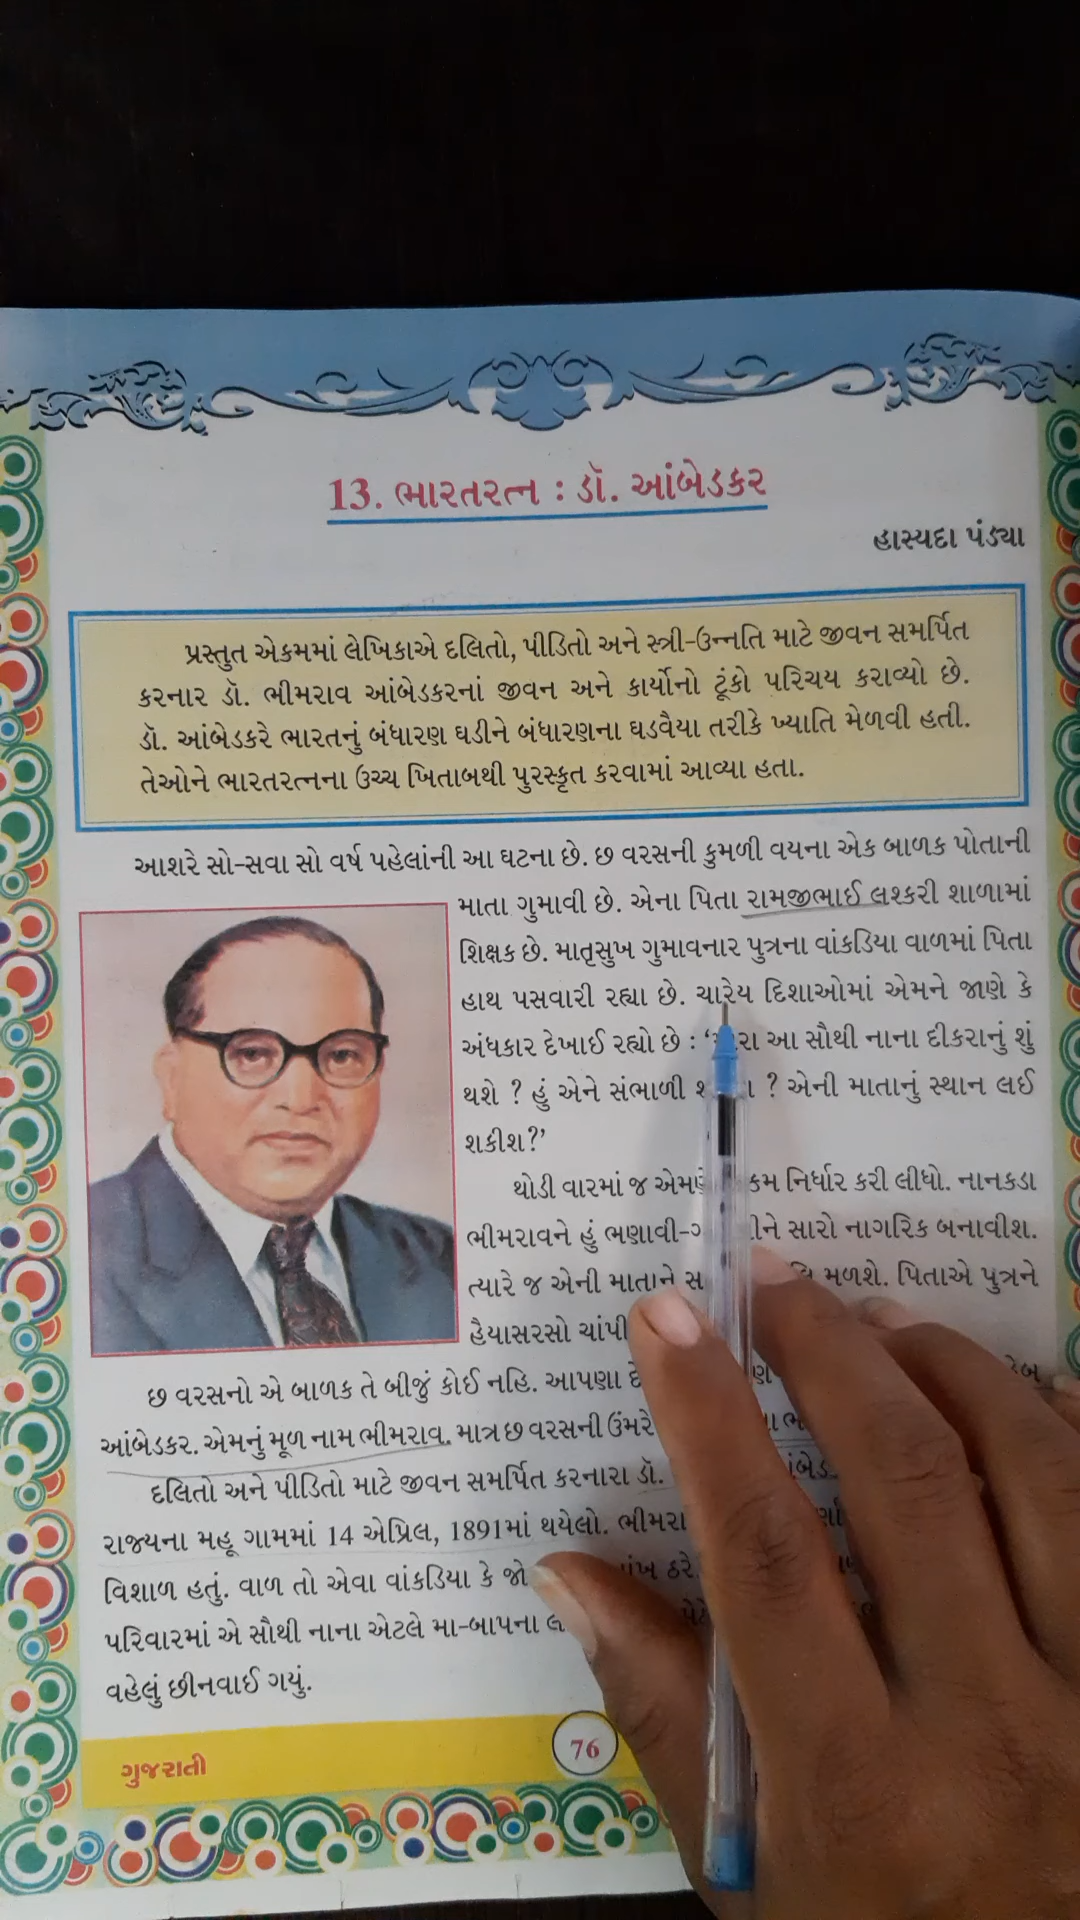 13. ભારતરત્ન : ડૉ. આંબેડકર
હાસ્યદા પંડ્યા
પ્રસ્તુત એકમમાં લેખિકાએ દલિતો, પીડિતો અને સ્ત્રી-ઉન્નતિ માટે જીવન સમર્પિત
કરનાર ડૉ. ભીમરાવ આંબેડકરનાં જીવન અને કાર્યોનો ટૂંકો પરિચય કરાવ્યો છે.
ડૉ. આંબેડકરે ભારતનું બંધારણ ઘડીને બંધારણના ઘડવૈયા તરીકે ખ્યાતિ મેળવી હતી.
તેઓને ભારતરત્નના ઉચ્ચ ખિતાબથી પુરસ્કૃત કરવામાં આવ્યા હતા.
આશરે સો-સવા સો વર્ષ પહેલાંની આ ઘટના છે. છ વરસની કુમળી વયના એક બાળક પોતાની
માતા ગુમાવી છે. એના પિતા રામજીભાઈ લશ્કરી શાળામાં
શિક્ષક છે. માતૃસુખ ગુમાવનાર પુત્રના વાંકડિયા વાળમાં પિતા
હાથ પસવારી રહ્યા છે. ચારેય દિશાઓમાં એમને જાણે કે
અંધકાર દેખાઈ રહ્યો છે : આ સૌથી નાના દીકરાનું શું
થશે ? હું એને સંભાળી ? એની માતાનું સ્થાન લઈ
શકીશ?’
થોડી વારમાં જ નિર્ધાર કરી લીધો. નાનકડા
ભીમરાવને હું સારો નાગરિક બનાવીશ.
ત્યારે જ એની માતાને મળશે. પિતાએ પુત્રને
હૈયાસરસો
છ વરસનો એ બાળક તે બીજું કોઈ નહિ. આપણા
આંબેડકર. એમનું મૂળ નામ ભીમરાવ. માત્ર છ વરસની ઉંમરે
દલિતો અને પીડિતો માટે જીવન સમર્પિત કરનારા ડૉ.
રાજ્યના મહૂ ગામમાં 14 એપ્રિલ, 1891માં થયેલો.
વિશાળ હતું. વાળ તો એવા વાંકડિયા કે ઠરે.
પરિવારમાં એ સૌથી નાના એટલે મા-બાપના
વહેલું છીનવાઈ ગયું.
ગુજરાતી
76